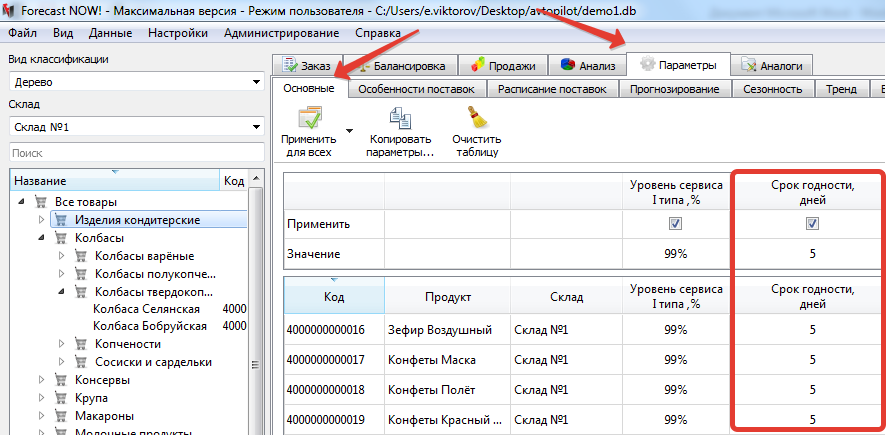 Forecast NOW! - Максимальная версия - Режим пользователя - C:/Users/e.viktorov/Desktop/avtopilot/demo1.db
Файл Вид Данные Настройки Администрирование Справка
Вид классификации
Дерево
Склад
Склад №1
Поиск
Название Код
Все товары
Изделия кондитерские
Колбасы
Колбасы варёные
Колбасы полукопче...
Колбасы твердокоп...
Колбаса Селянская 4000
Колбаса Бобруйская 4000
Копчености
Сосиски и сардельки
Консервы
Крупа
Макароны
Молочные продукты
Заказ Балансировка Продажи Анализ Параметры Аналоги
Основные Особенности поставок Расписание поставок Прогнозирование Сезонность Тренд
Применить для всех
Копировать параметры...
Очистить таблицу
Уровень сервиса I типа ,% Срок годности, дней
Применить
Значение 99% 5
Код Продукт Склад Уровень сервиса I типа ,% Срок годности, дней
4000000000016 Зефир Воздушный Склад №1 99% 5
4000000000017 Конфеты Маска Склад №1 99% 5
4000000000018 Конфеты Полёт Склад №1 99% 5
4000000000019 Конфеты Красный ... Склад №1 99% 5